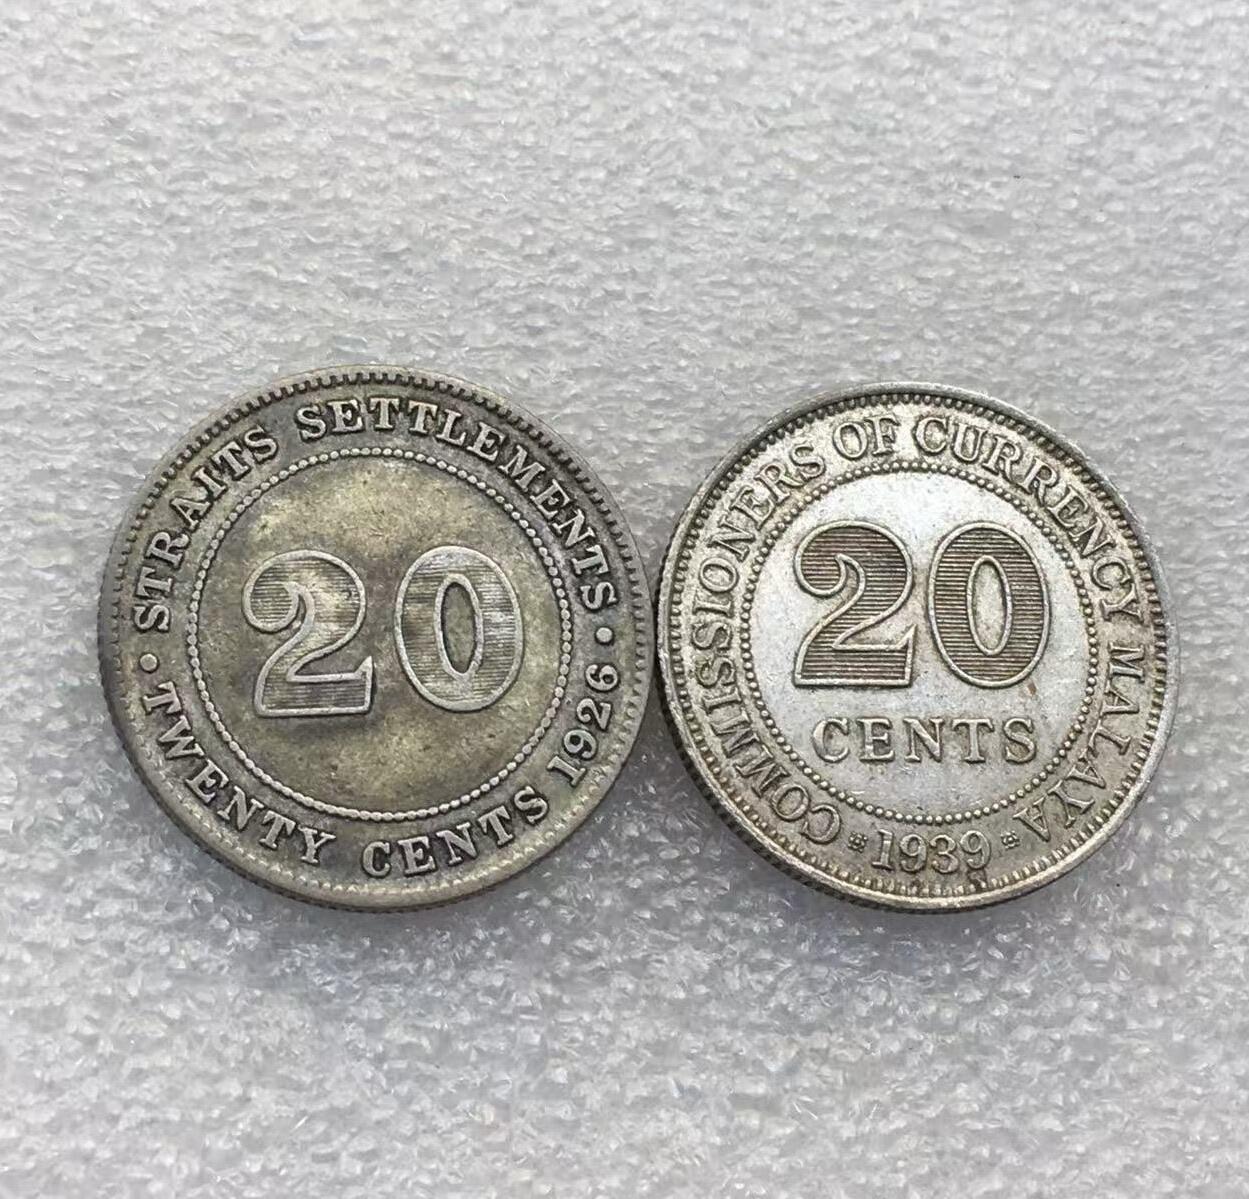 · STRAITS SETTLEMENTS ·
20
TWENTY CENTS 1926
COMMISSIONERS OF CURRENCY MALAYA
20
CENTS
1939